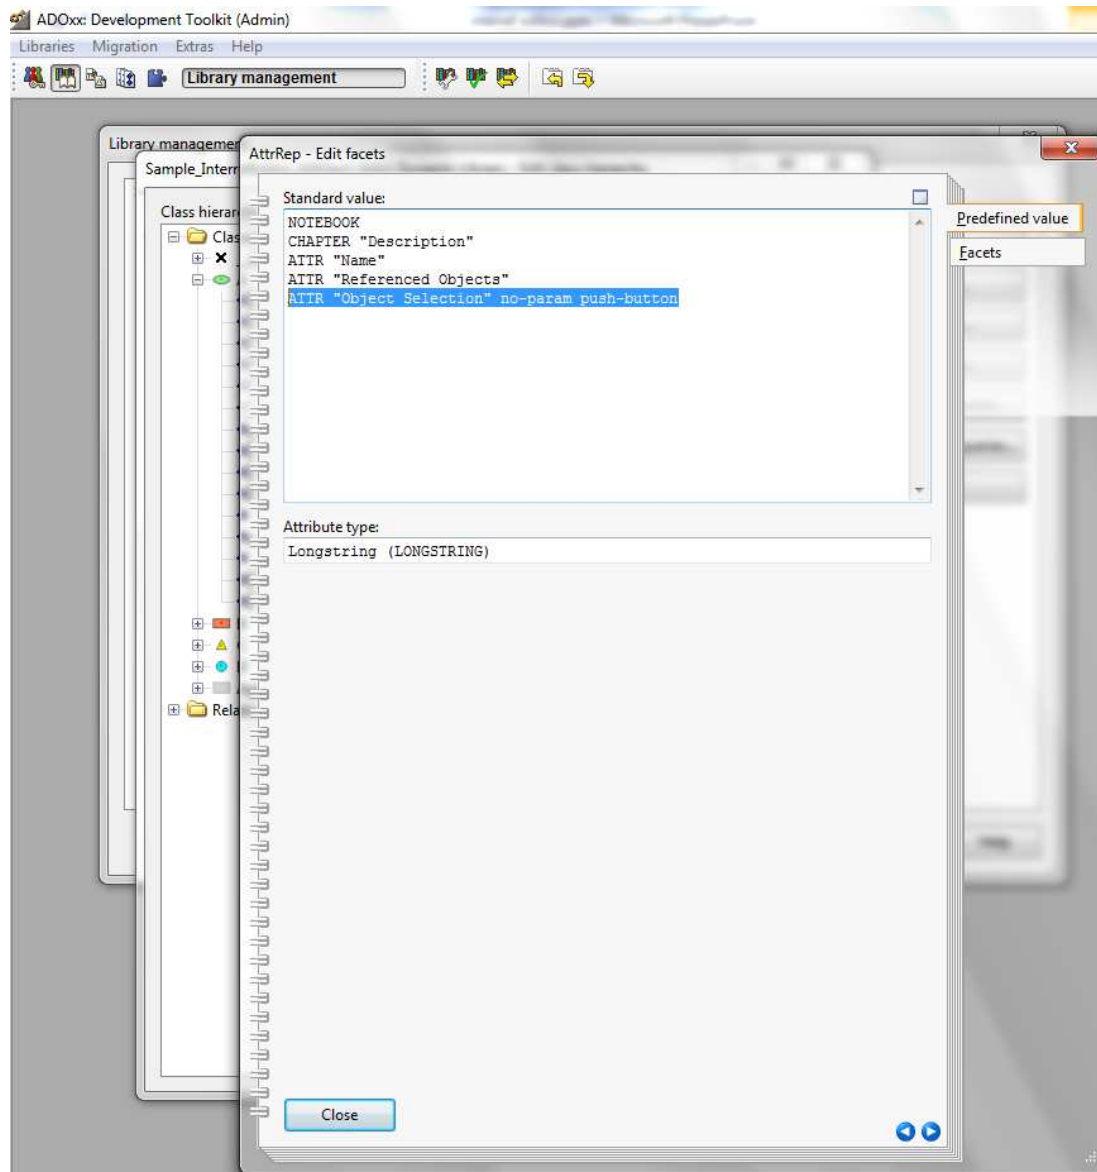 ADOxx: Development Toolkit (Admin)
Libraries Migration Extras Help
Library management
Library managemer
AttrRep - Edit facets
Sample_Interr
Class hierar
Clas
Rela
Standard value:
NOTEBOOK
CHAPTER "Description"
ATTR "Name"
ATTR "Referenced Objects"
ATTR "Object Selection" no-param push-button
Predefined value
Facets
Attribute type:
Longstring (LONGSTRING)
Close